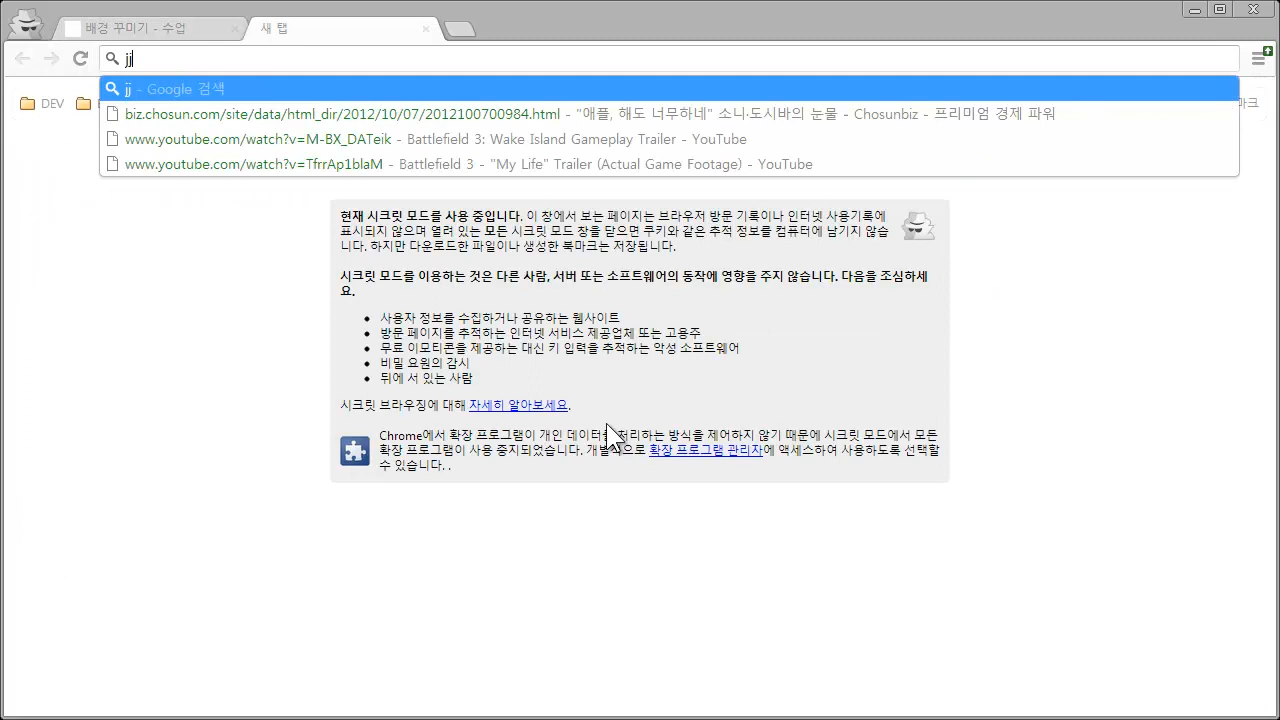 배경 꾸미기 - 수업
새 탭
jj
jj - Google 검색
DEV
biz.chosun.com/site/data/html_dir/2012/10/07/2012100700984.html - "애플, 해도 너무하네" 소니·도시바의 눈물 - Chosunbiz - 프리미엄 경제 파워
www.youtube.com/watch?v=M-BX_DATeik - Battlefield 3: Wake Island Gameplay Trailer - YouTube
www.youtube.com/watch?v=TfrrAp1blaM - Battlefield 3 - "My Life" Trailer (Actual Game Footage) - YouTube
현재 시크릿 모드를 사용 중입니다. 이 창에서 보는 페이지는 브라우저 방문 기록이나 인터넷 사용기록에
표시되지 않으며 열려 있는 모든 시크릿 모드 창을 닫으면 쿠키와 같은 추적 정보를 컴퓨터에 남기지 않습
니다. 하지만 다운로드한 파일이나 생성한 북마크는 저장됩니다.
시크릿 모드를 이용하는 것은 다른 사람, 서버 또는 소프트웨어의 동작에 영향을 주지 않습니다. 다음을 조심하세
요.
사용자 정보를 수집하거나 공유하는 웹사이트
방문 페이지를 추적하는 인터넷 서비스 제공업체 또는 고용주
무료 이모티콘을 제공하는 대신 키 입력을 추적하는 악성 소프트웨어
비밀 요원의 감시
뒤에 서 있는 사람
시크릿 브라우징에 대해 자세히 알아보세요.
Chrome에서 확장 프로그램이 개인 데이터를 처리하는 방식을 제어하지 않기 때문에 시크릿 모드에서 모든
확장 프로그램이 사용 중지되었습니다. 개별적으로 확장 프로그램 관리자에 액세스하여 사용하도록 선택할
수 있습니다. .